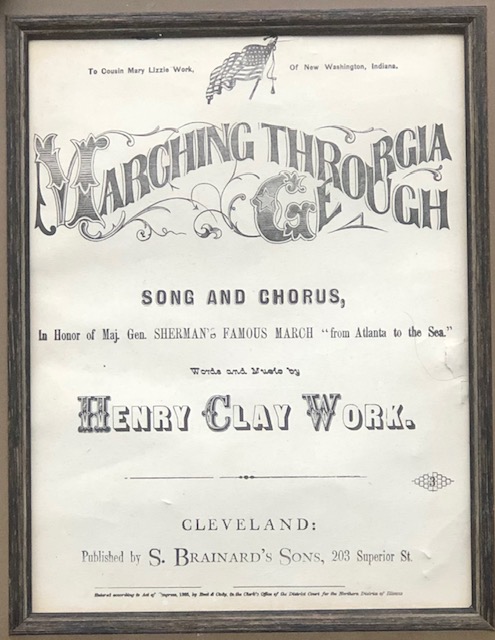 To Cousin Mary Lizzie Work, Of New Washington, Indiana.
MARCHING THROUGH
GEORGIA
SONG AND CHORUS,
In Honor of Maj. Gen. SHERMAN'S FAMOUS MARCH "from Atlanta to the Sea."
Words and Music by
HENRY CLAY WORK.
3
CLEVELAND:
Published by S. BRAINARD'S SONS, 203 Superior St.
Entered according to Act of Congress, 1865, by Root & Cady, in the Clerk's Office of the District Court for the Northern District of Illinois